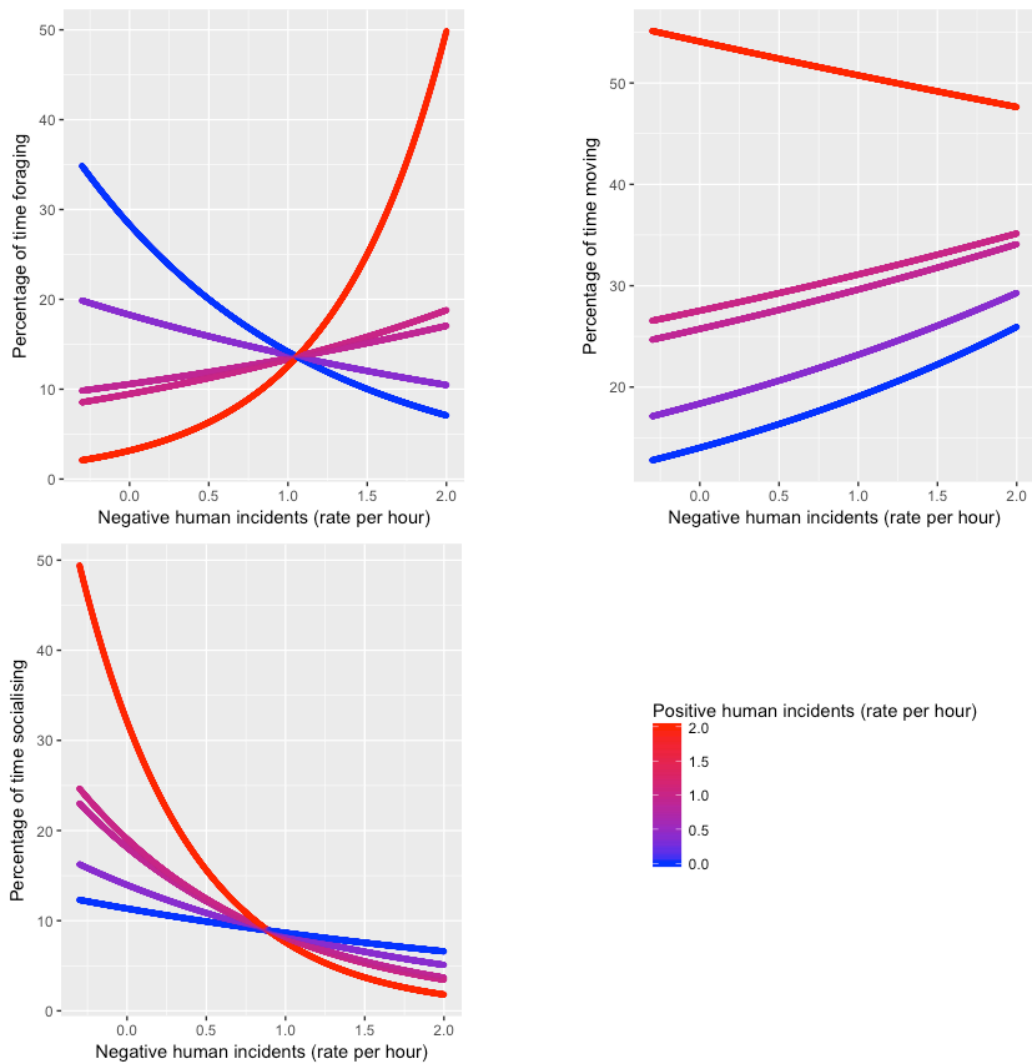 50
40
30
20
10
0
Percentage of time foraging
0.0 0.5 1.0 1.5 2.0
Negative human incidents (rate per hour)
50
40
30
20
Percentage of time moving
0.0 0.5 1.0 1.5 2.0
Negative human incidents (rate per hour)
50
40
30
20
10
0
Percentage of time socialising
0.0 0.5 1.0 1.5 2.0
Negative human incidents (rate per hour)
Positive human incidents (rate per hour)
2.0
1.5
1.0
0.5
0.0